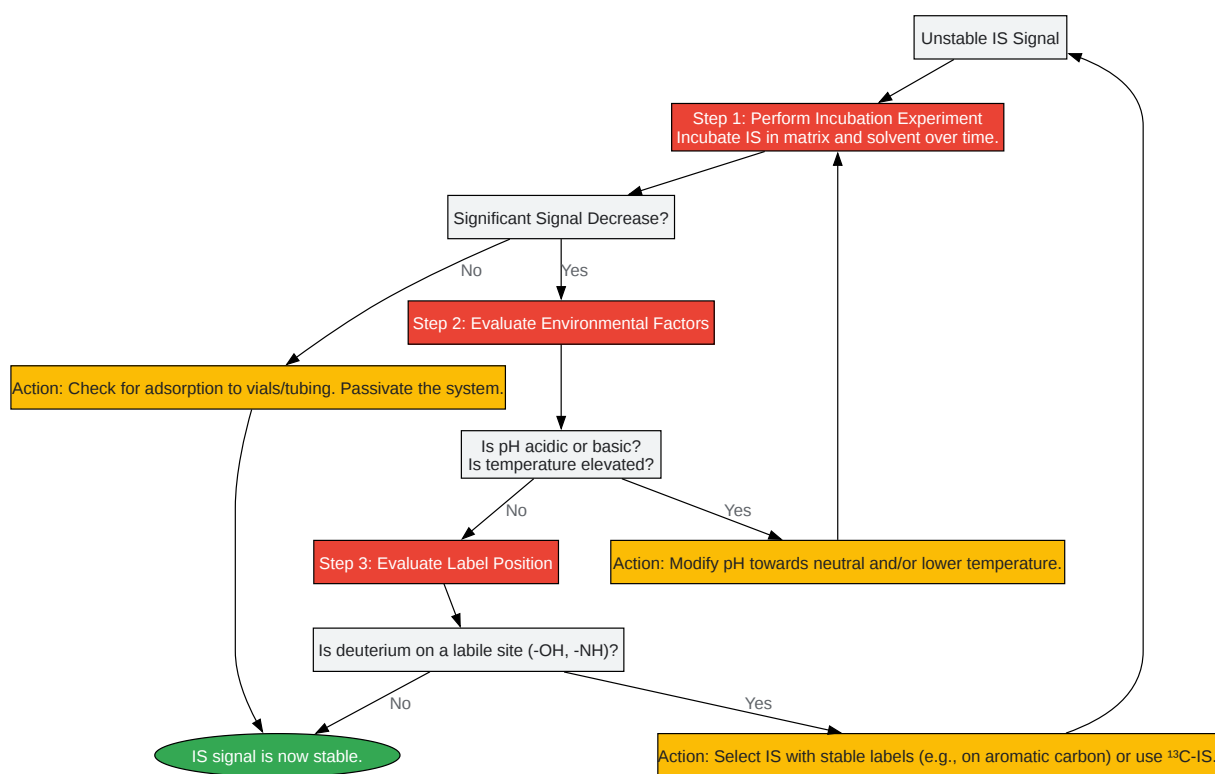 Unstable IS Signal
Step 1: Perform Incubation Experiment
Incubate IS in matrix and solvent over time.
Significant Signal Decrease?
No
Yes
Step 2: Evaluate Environmental Factors
Action: Check for adsorption to vials/tubing. Passivate the system.
Is pH acidic or basic?
Is temperature elevated?
No
Yes
Step 3: Evaluate Label Position
Action: Modify pH towards neutral and/or lower temperature.
Is deuterium on a labile site (-OH, -NH)?
No
Yes
IS signal is now stable.
Action: Select IS with stable labels (e.g., on aromatic carbon) or use ¹³C-IS.